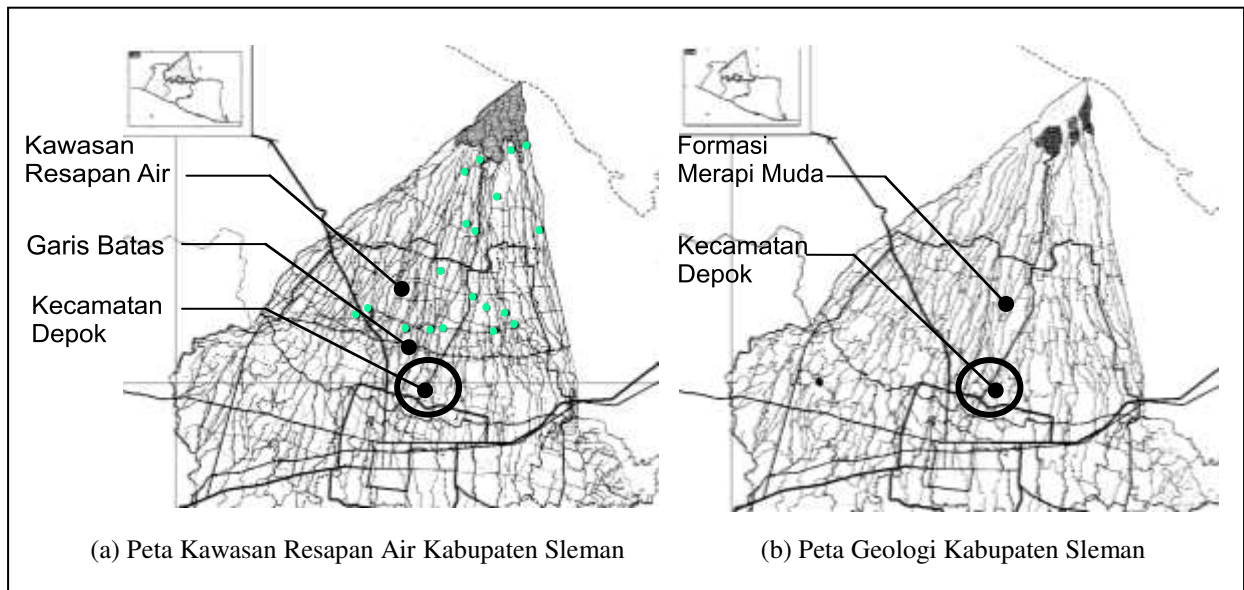 Kawasan
Resapan Air
Garis Batas
Kecamatan
Depok
Formasi
Merapi Muda
Kecamatan
Depok
(a) Peta Kawasan Resapan Air Kabupaten Sleman
(b) Peta Geologi Kabupaten Sleman